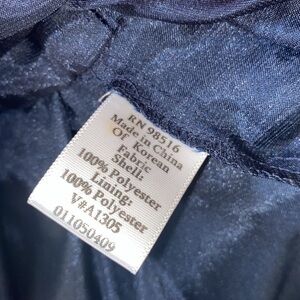 RN 98516
Made in China
Of Korean
Fabric
Shell:
100% Polyester
Lining:
100% Polyester
V#A1305
011050409